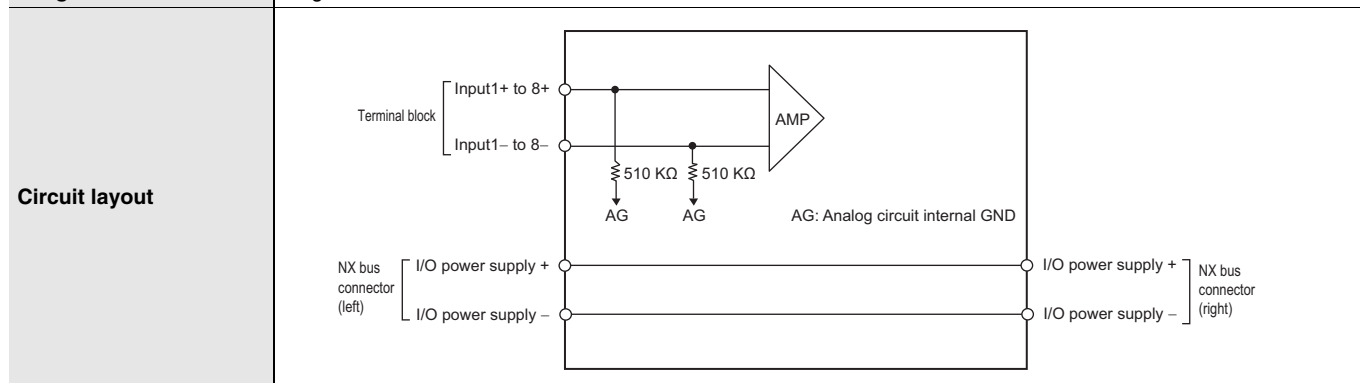 Circuit layout
Terminal block
Input1+ to 8+
Input1– to 8–
AMP
510 KΩ
510 KΩ
AG
AG
AG: Analog circuit internal GND
NX bus
connector
(left)
I/O power supply +
I/O power supply –
I/O power supply +
I/O power supply –
NX bus
connector
(right)